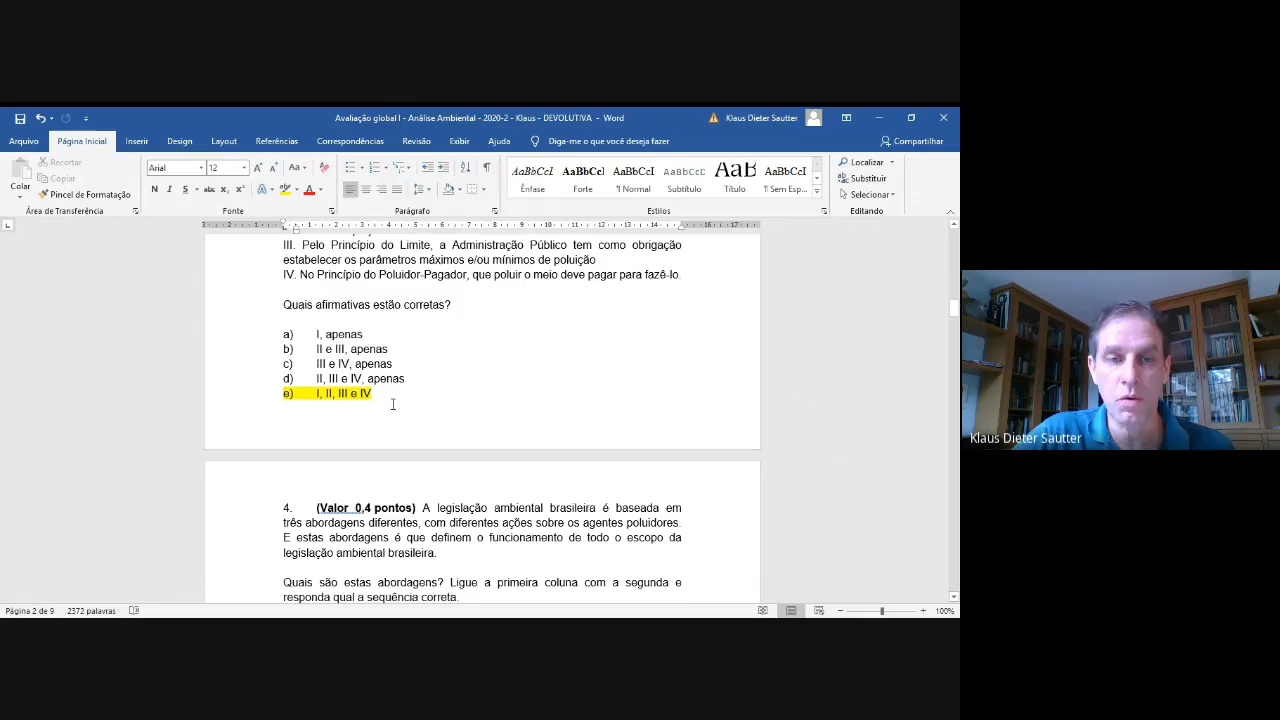 Avaliação global I - Análise Ambiental - 2020-2 - Klaus - DEVOLUTIVA - Word
Klaus Dieter Sautter
Arquivo Página Inicial Inserir Design Layout Referências Correspondências Revisão Exibir Ajuda Diga-me o que você deseja fazer Compartilhar
Colar
Recortar
Copiar
Pincel de Formatação
Área de Transferência
Arial 12
Fonte
Parágrafo
AaBbCcI AaBbCc AaBbCcI AaBbCcD AaB AaBbCcI
Ênfase Forte ¶ Normal Subtítulo Título ¶ Sem Esp...
Estilos
Localizar
Substituir
Selecionar
Editando
III. Pelo Princípio do Limite, a Administração Público tem como obrigação
estabelecer os parâmetros máximos e/ou mínimos de poluição
IV. No Princípio do Poluidor-Pagador, que poluir o meio deve pagar para fazê-lo.
Quais afirmativas estão corretas?
a) I, apenas
b) II e III, apenas
c) III e IV, apenas
d) II, III e IV, apenas
e) I, II, III e IV
4. (Valor 0,4 pontos) A legislação ambiental brasileira é baseada em
três abordagens diferentes, com diferentes ações sobre os agentes poluidores.
E estas abordagens é que definem o funcionamento de todo o escopo da
legislação ambiental brasileira.
Quais são estas abordagens? Ligue a primeira coluna com a segunda e
responda qual a sequência correta.
Página 2 de 9 2372 palavras 100%
Klaus Dieter Sautter